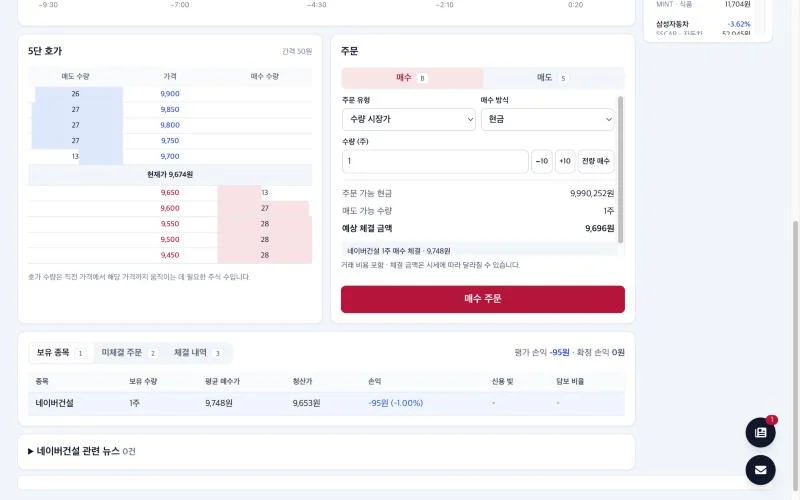 −9:30 −7:00 −4:30 −2:10 0:20
MINT · 식품 11,704원
삼성자동차 -3.62%
SSCAR · 자동차 52,045원
5단 호가 간격 50원
매도 수량 가격 매수 수량
26 9,900
27 9,850
27 9,800
27 9,750
13 9,700
현재가 9,674원
9,650 13
9,600 27
9,550 28
9,500 28
9,450 28
호가 수량은 직전 가격에서 해당 가격까지 움직이는 데 필요한 주식 수입니다.
주문
매수 B 매도 S
주문 유형 매수 방식
수량 시장가 현금
수량 (주)
1 −10 +10 전량 매수
주문 가능 현금 9,990,252원
매도 가능 수량 1주
예상 체결 금액 9,696원
네이버건설 1주 매수 체결 · 9,748원
거래 비용 포함 · 체결 금액은 시세에 따라 달라질 수 있습니다.
매수 주문
보유 종목 1 미체결 주문 2 체결 내역 3 평가 손익 -95원 · 확정 손익 0원
종목 보유 수량 평균 매수가 청산가 손익 신용 빚 담보 비율
네이버건설 1주 9,748원 9,653원 -95원 (-1.00%) - -
▶ 네이버건설 관련 뉴스 0건
1